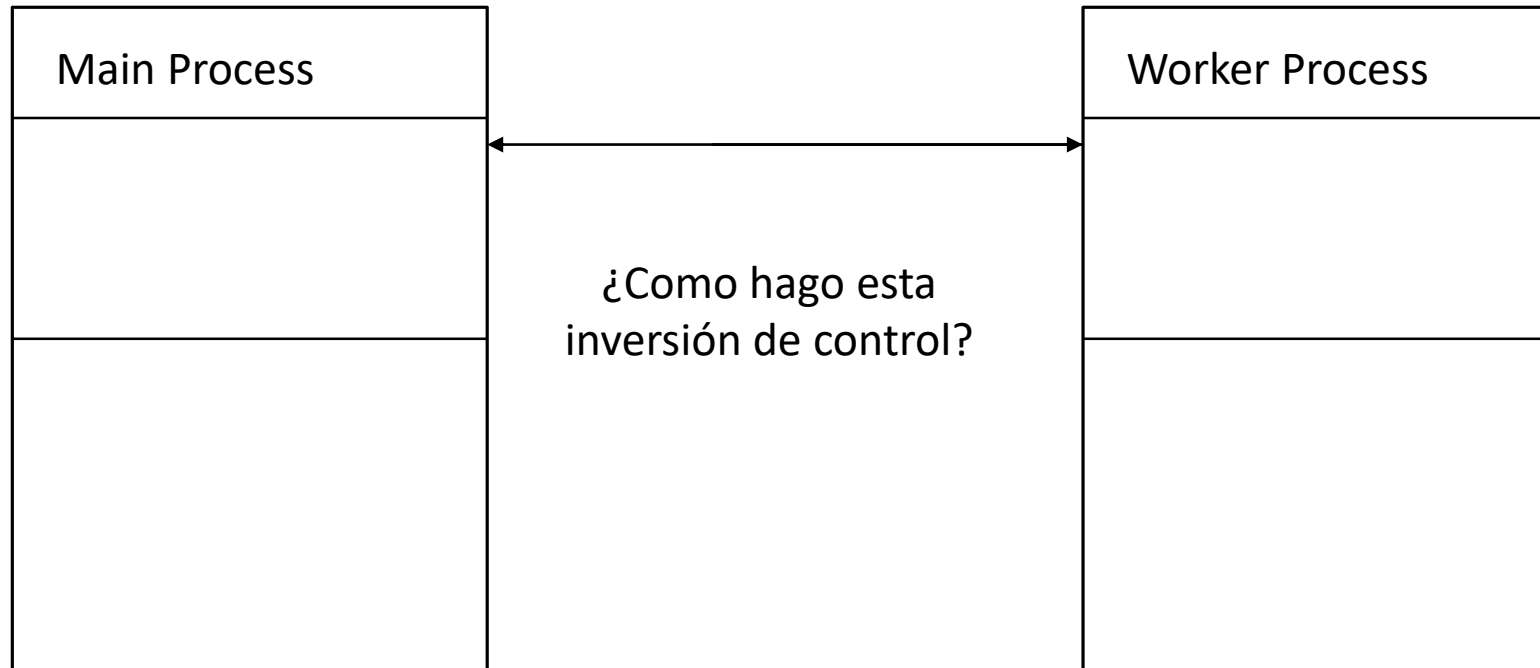 Main Process
Worker Process
¿Como hago esta
inversión de control?